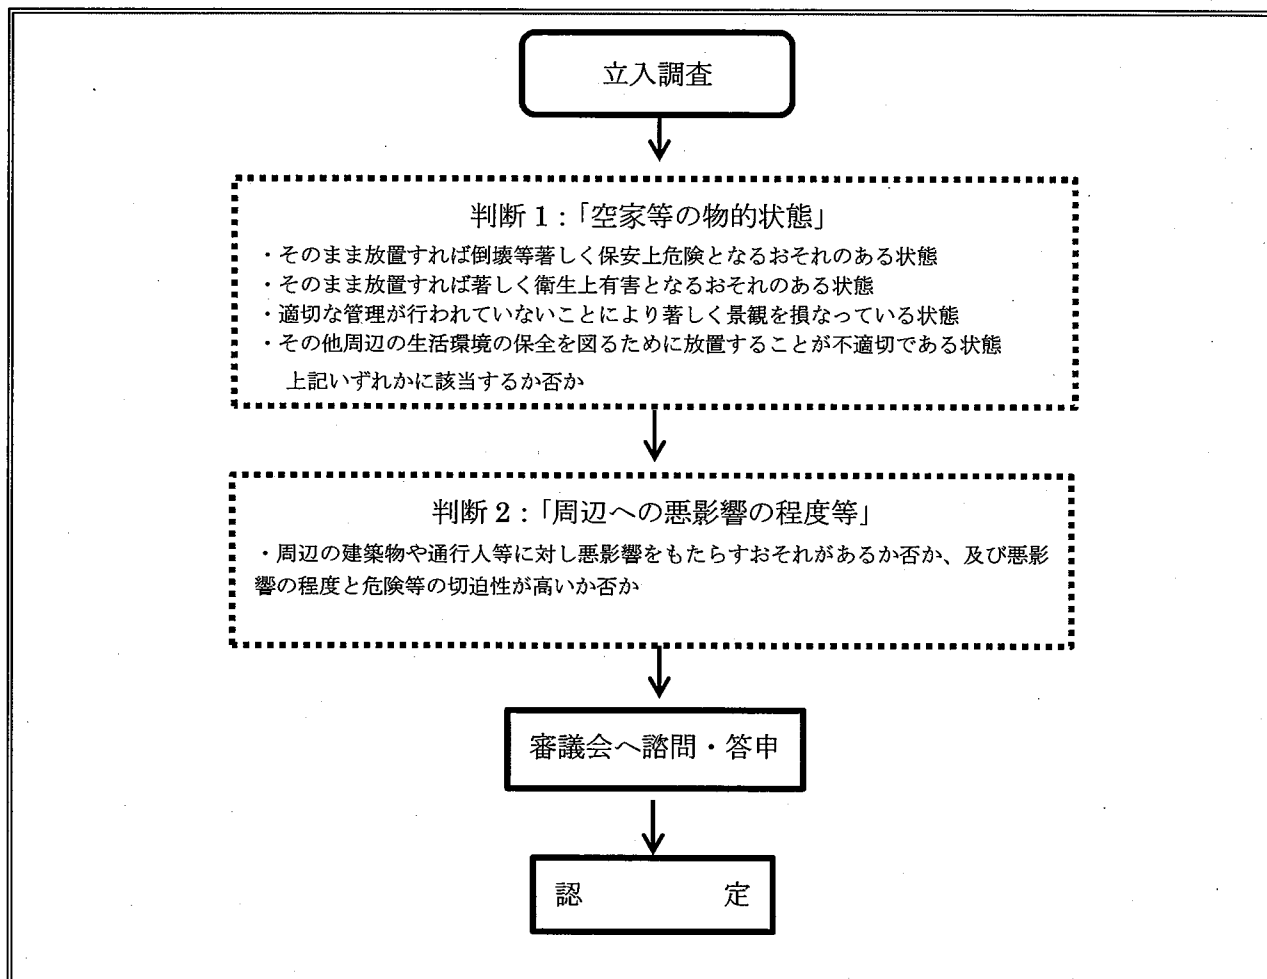 立入調査
判断1：「空家等の物的状態」
・そのまま放置すれば倒壊等著しく保安上危険となるおそれのある状態
・そのまま放置すれば著しく衛生上有害となるおそれのある状態
・適切な管理が行われていないことにより著しく景観を損なっている状態
・その他周辺の生活環境の保全を図るために放置することが不適切である状態
上記いずれかに該当するか否か
判断2：「周辺への悪影響の程度等」
・周辺の建築物や通行人等に対し悪影響をもたらすおそれがあるか否か、及び悪影
響の程度と危険等の切迫性が高いか否か
審議会へ諮問・答申
認　　　　　定